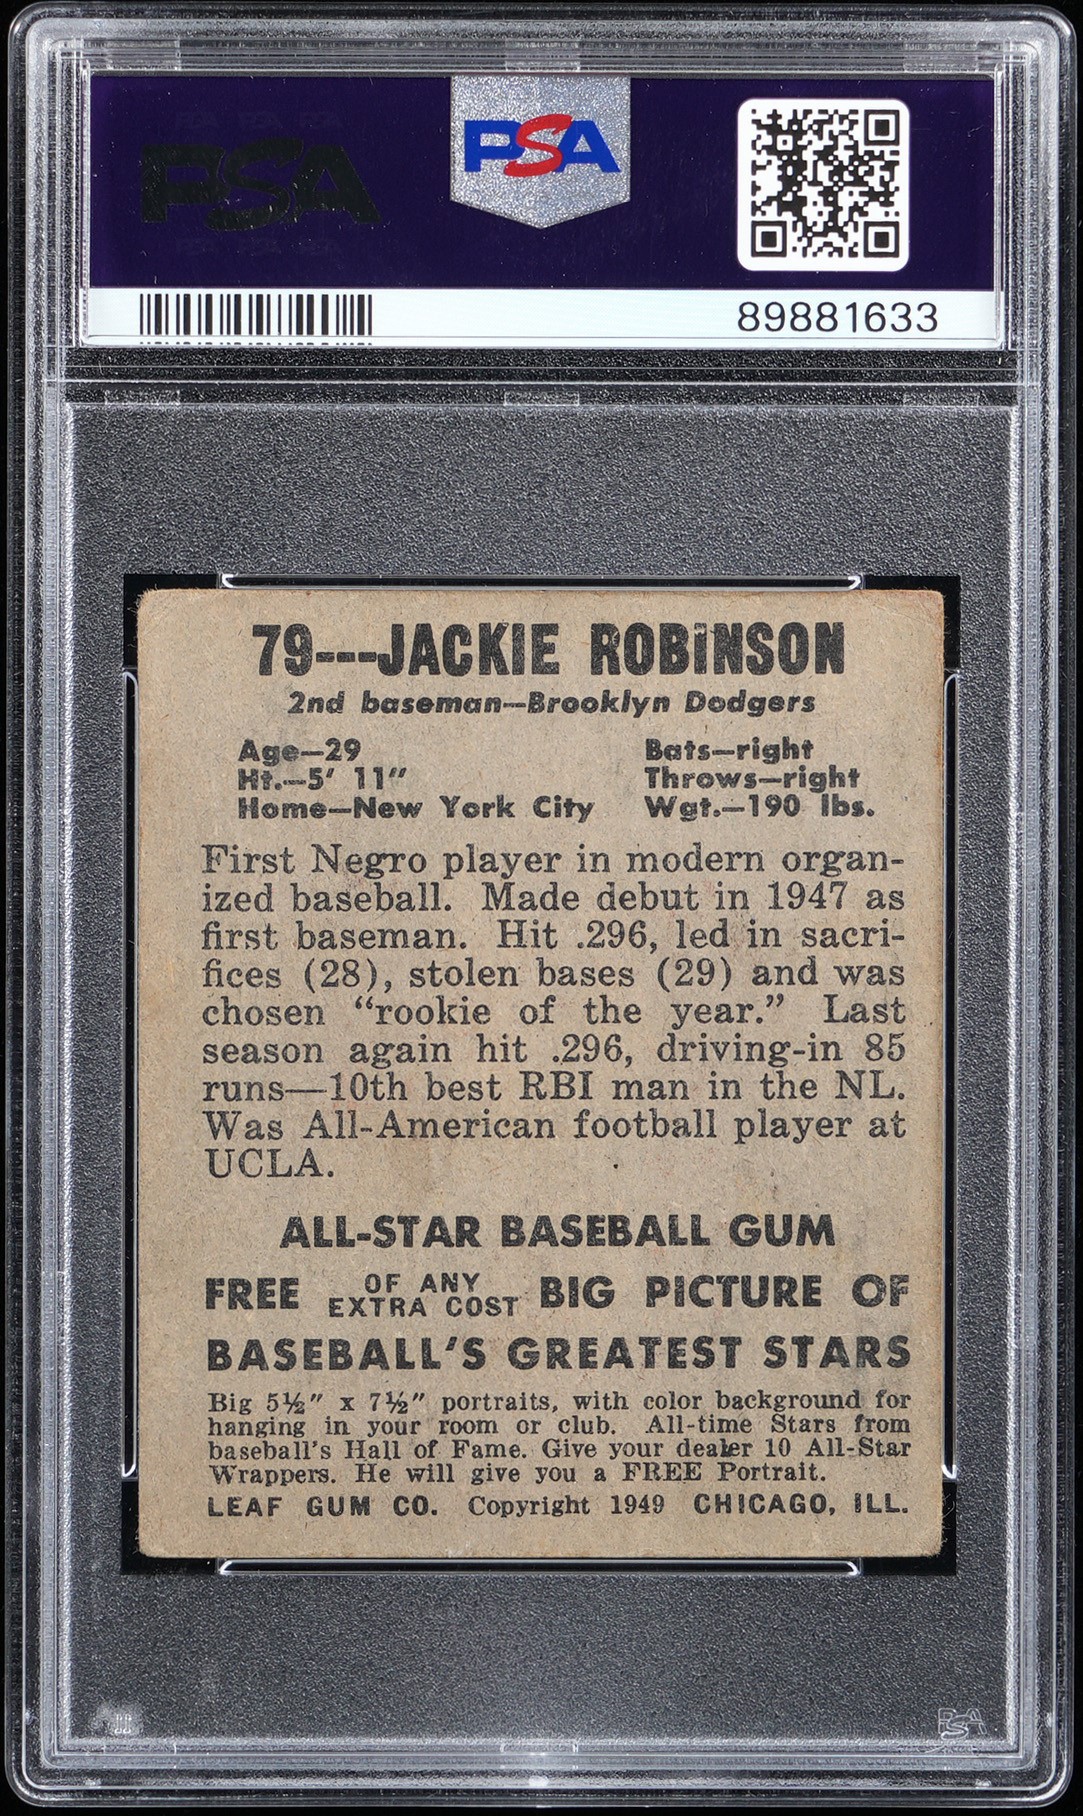 PSA
PSA
89881633
79---JACKIE ROBINSON
2nd baseman—Brooklyn Dodgers
Age—29 Bats—right
Ht.—5' 11" Throws—right
Home—New York City Wgt.—190 lbs.
First Negro player in modern organ-
ized baseball. Made debut in 1947 as
first baseman. Hit .296, led in sacri-
fices (28), stolen bases (29) and was
chosen "rookie of the year." Last
season again hit .296, driving-in 85
runs—10th best RBI man in the NL.
Was All-American football player at
UCLA.
ALL-STAR BASEBALL GUM
FREE OF ANY EXTRA COST BIG PICTURE OF
BASEBALL'S GREATEST STARS
Big 5½" x 7½" portraits, with color background for
hanging in your room or club. All-time Stars from
baseball's Hall of Fame. Give your dealer 10 All-Star
Wrappers. He will give you a FREE Portrait.
LEAF GUM CO. Copyright 1949 CHICAGO, ILL.
PSA